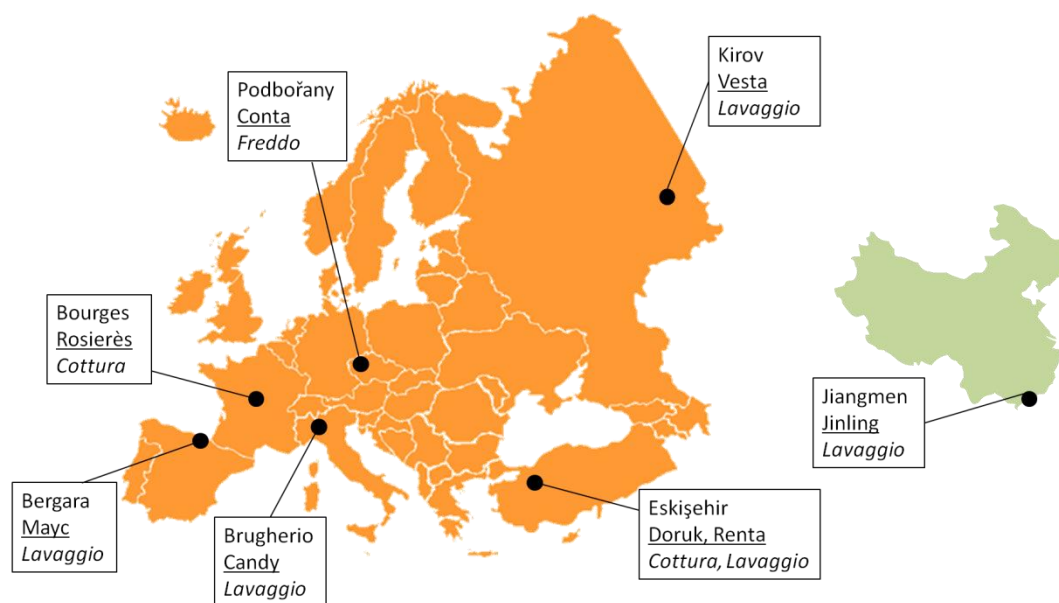 Kirov
Vesta
Lavaggio
Podbořany
Conta
Freddo
Bourges
Rosierès
Cottura
Jiangmen
Jinling
Lavaggio
Bergara
Mayc
Lavaggio
Brugherio
Candy
Lavaggio
Eskişehir
Doruk, Renta
Cottura, Lavaggio